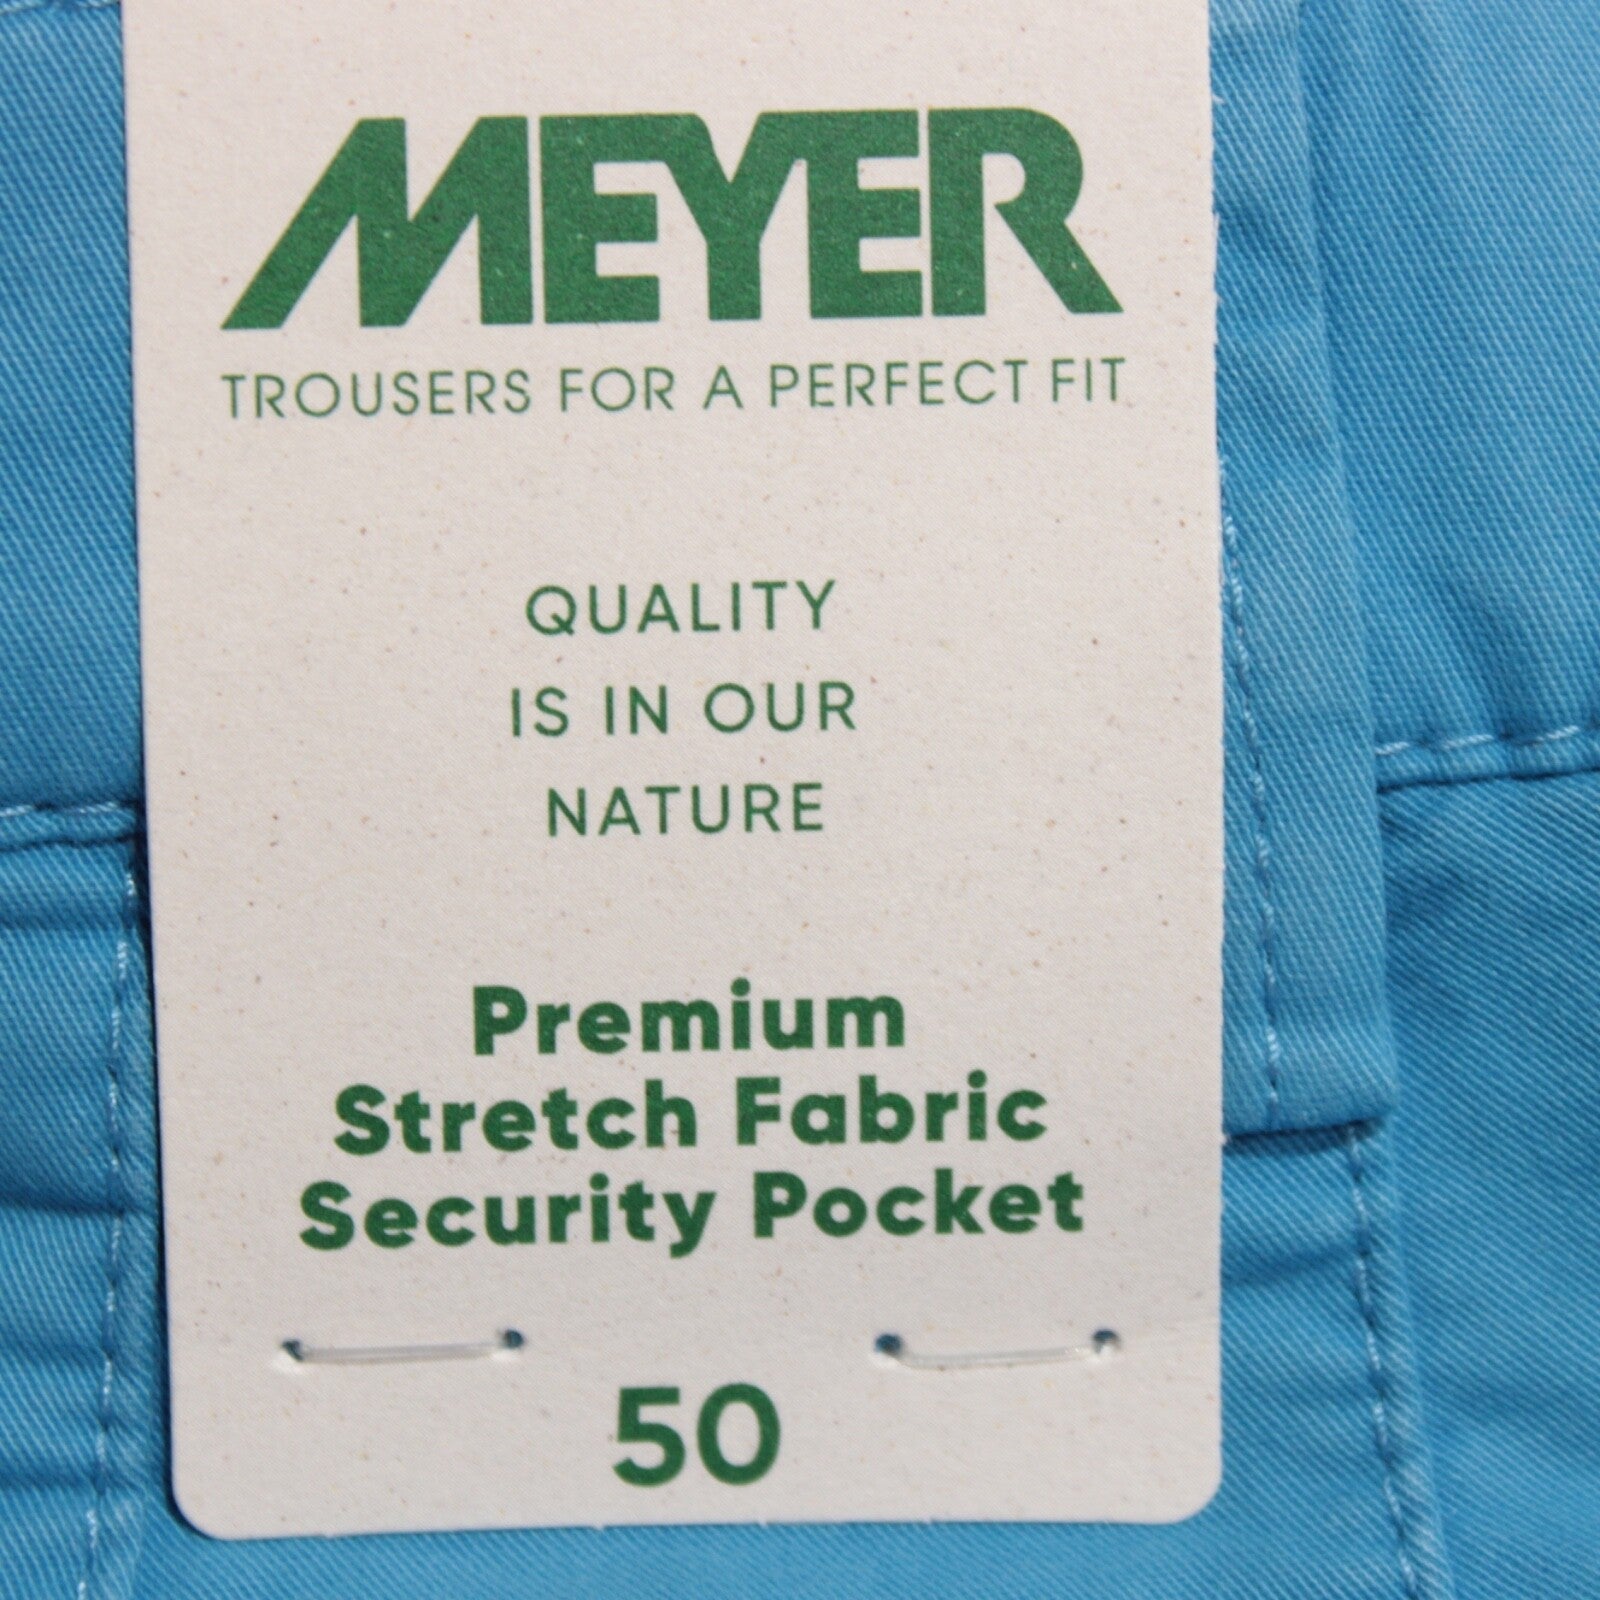 MEYER
TROUSERS FOR A PERFECT FIT
QUALITY
IS IN OUR
NATURE
Premium
Stretch Fabric
Security Pocket
50